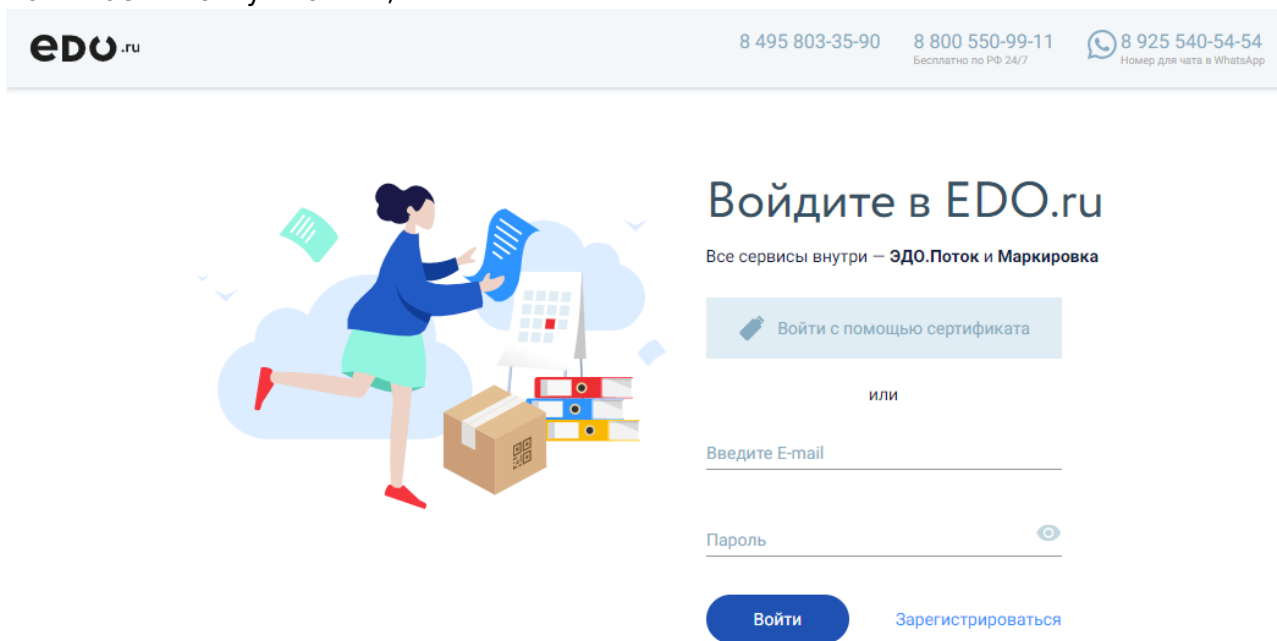 eDO.ru
8 495 803-35-90
8 800 550-99-11
8 925 540-54-54
Бесплатно по РФ 24/7
Номер для чата в WhatsApp
Войдите в EDO.ru
Все сервисы внутри — ЭДО.Поток и Маркировка
Войти с помощью сертификата
или
Введите E-mail
Пароль
Войти
Зарегистрироваться